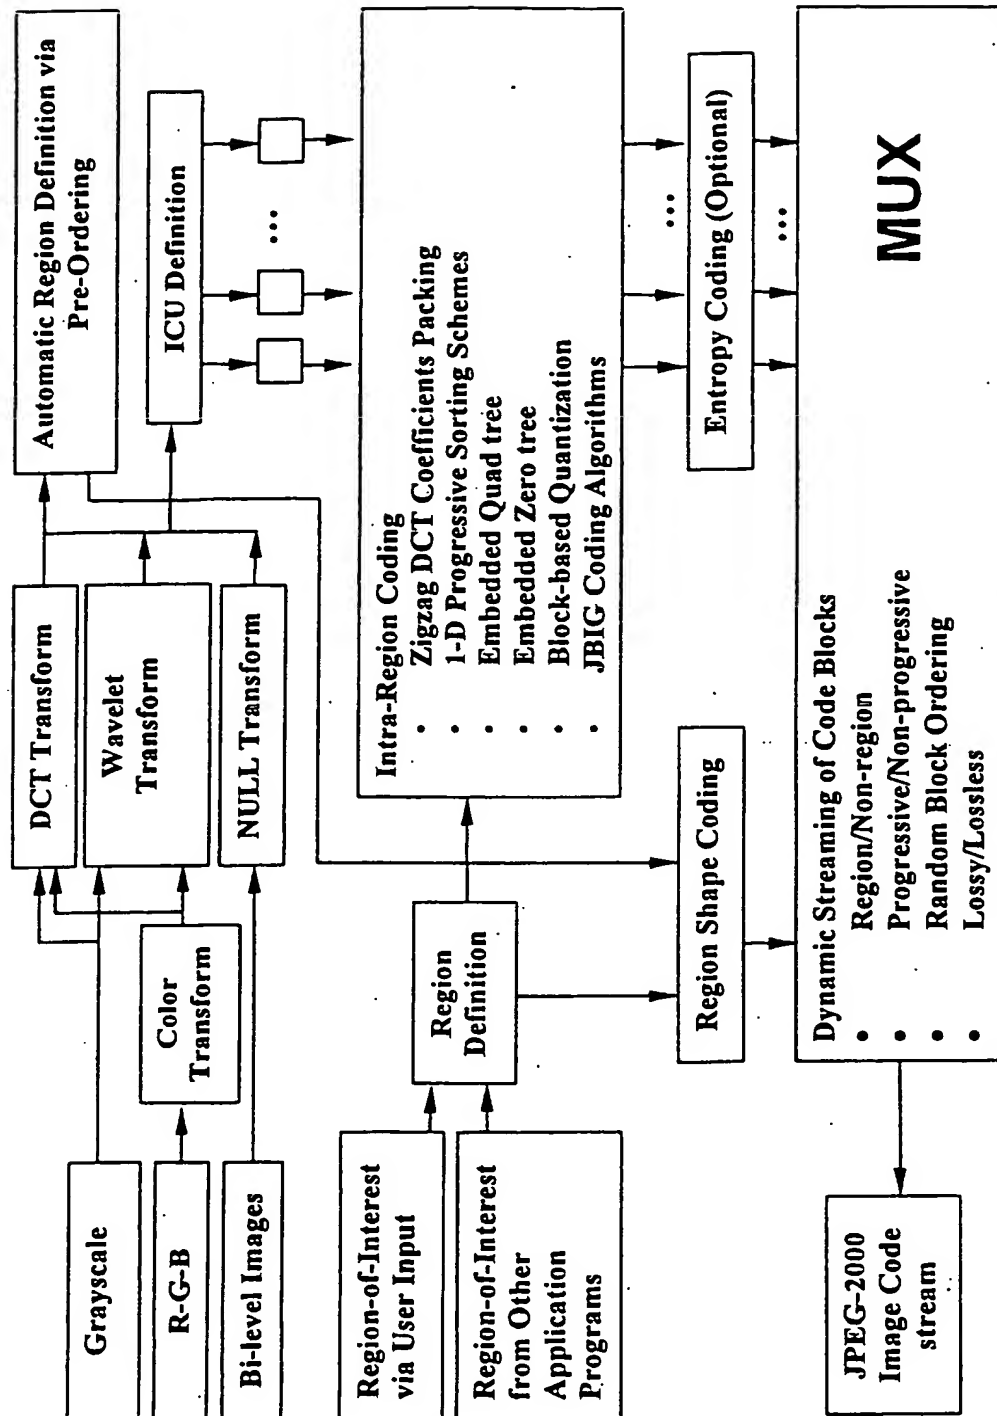 Grayscale
R-G-B
Bi-level Images
Color
Transform
DCT Transform
Wavelet
Transform
NULL Transform
Automatic Region Definition via
Pre-Ordering
ICU Definition
...
Region-of-Interest
via User Input
Region-of-Interest
from Other
Application
Programs
Region
Definition
Intra-Region Coding
• Zigzag DCT Coefficients Packing
• 1-D Progressive Sorting Schemes
• Embedded Quad tree
• Embedded Zero tree
• Block-based Quantization
• JBIG Coding Algorithms
...
Region Shape Coding
Entropy Coding (Optional)
...
Dynamic Streaming of Code Blocks
• Region/Non-region
• Progressive/Non-progressive
• Random Block Ordering
• Lossy/Lossless
MUX
JPEG-2000
Image Code
stream